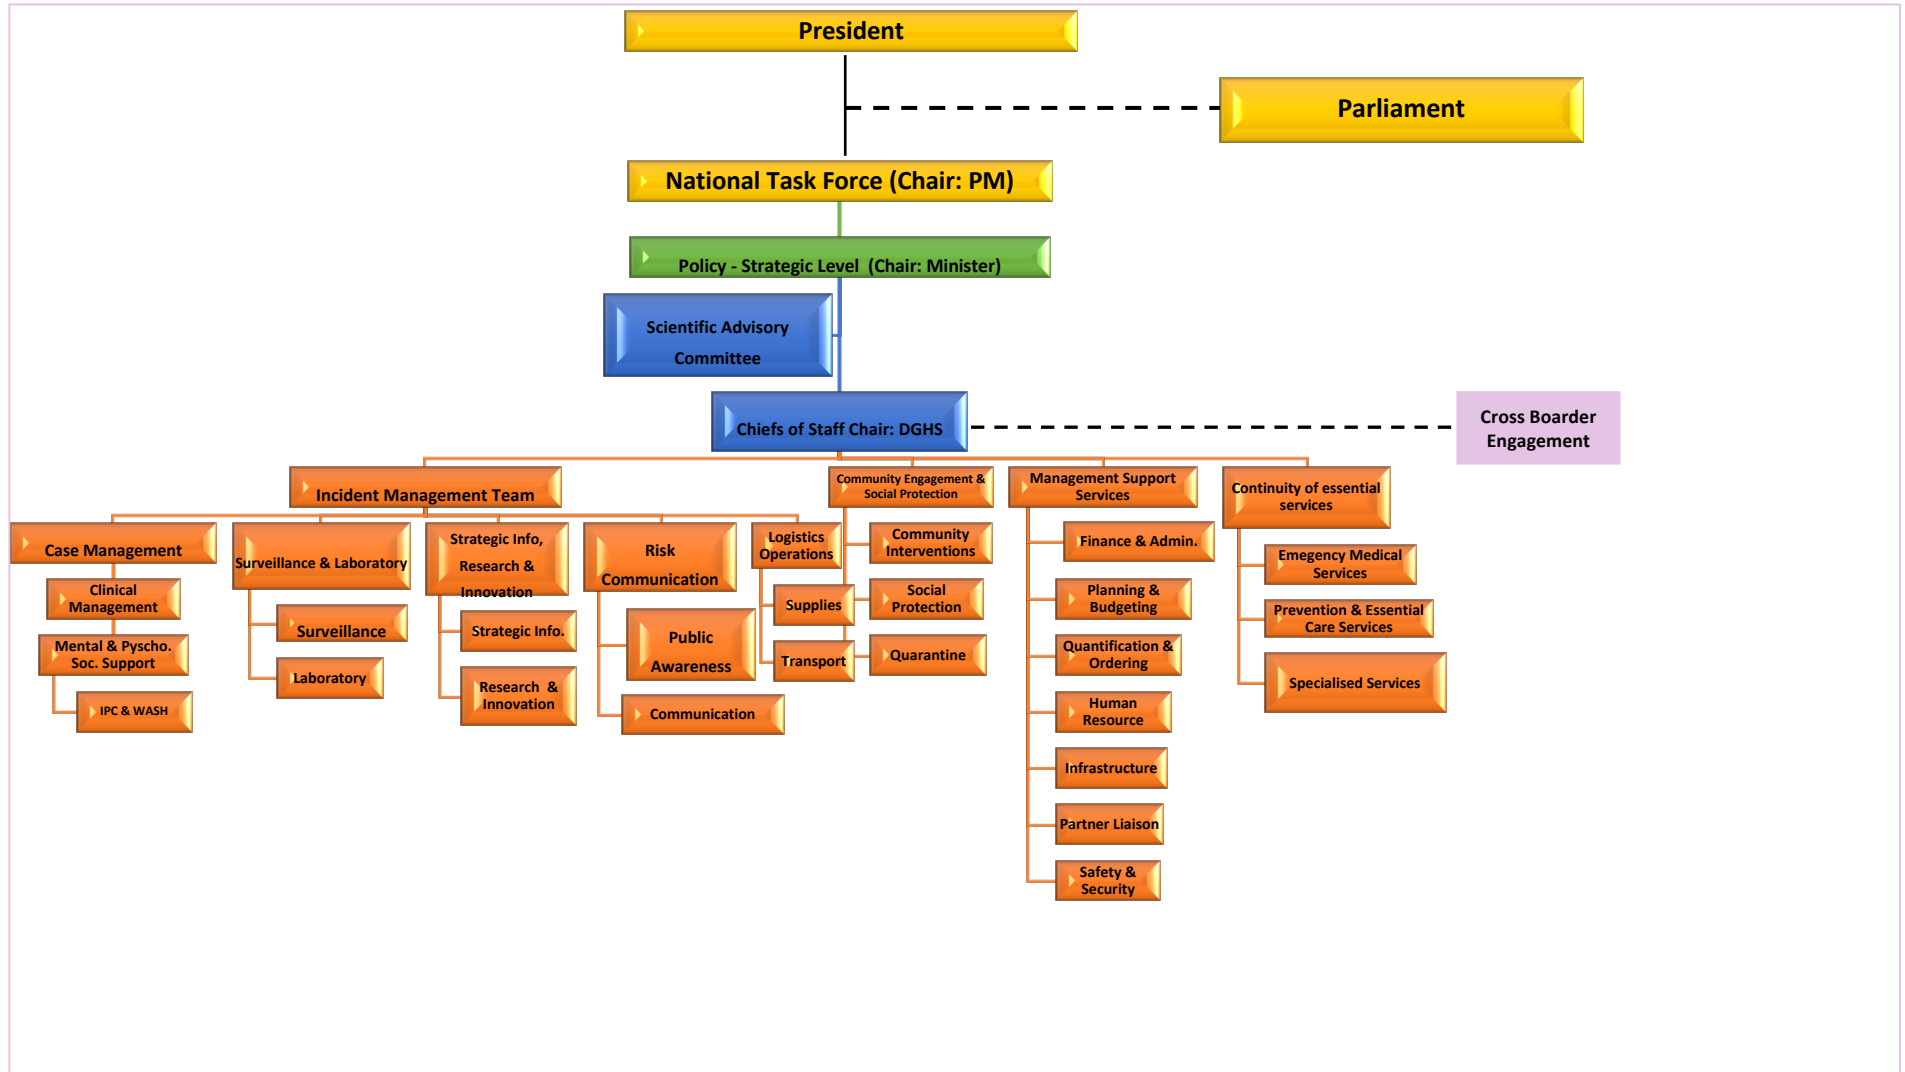 President
Parliament
National Task Force (Chair: PM)
Policy - Strategic Level (Chair: Minister)
Scientific Advisory
Committee
Chiefs of Staff Chair: DGHS
Cross Boarder
Engagement
Incident Management Team
Community Engagement &
Social Protection
Management Support
Services
Continuity of essential
services
Case Management
Clinical
Management
Mental & Pyscho.
Soc. Support
IPC & WASH
Surveillance & Laboratory
Surveillance
Laboratory
Strategic Info,
Research &
Innovation
Strategic Info.
Research &
Innovation
Risk
Communication
Public
Awareness
Communication
Logistics
Operations
Supplies
Transport
Community
Interventions
Social
Protection
Quarantine
Finance & Admin.
Planning &
Budgeting
Quantification &
Ordering
Human
Resource
Infrastructure
Partner Liaison
Safety &
Security
Emegency Medical
Services
Prevention & Essential
Care Services
Specialised Services